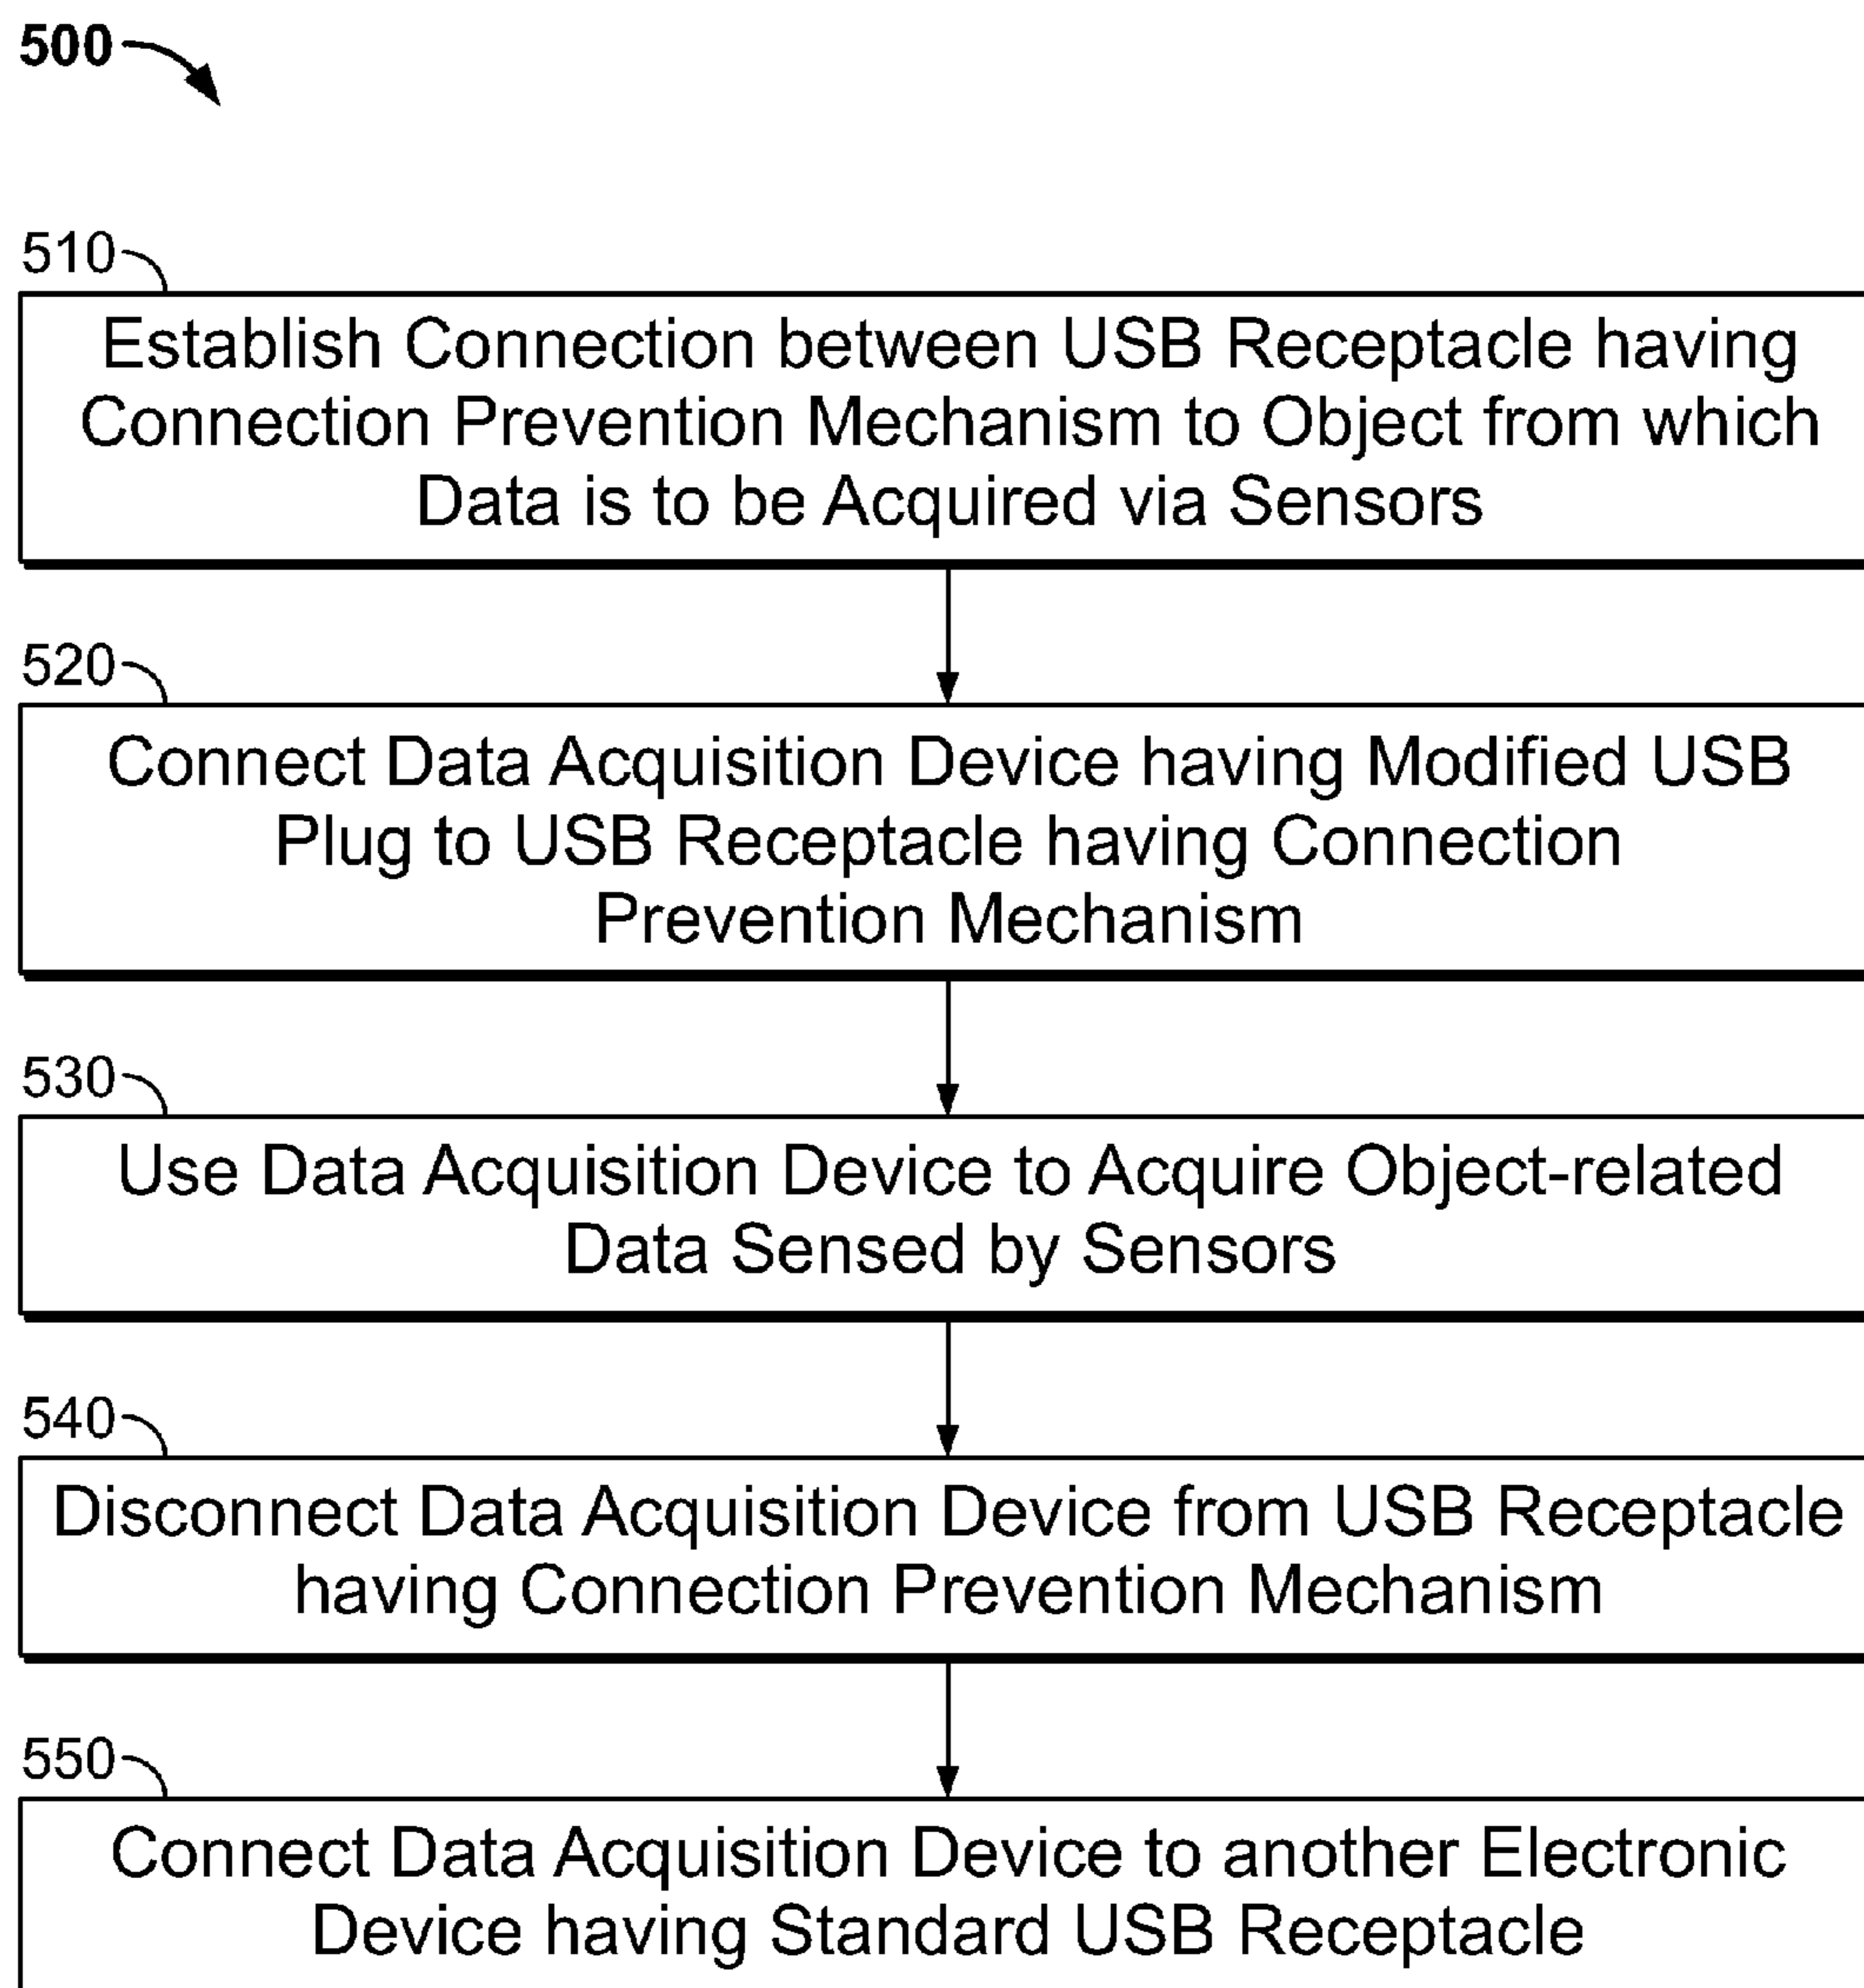 500
510
Establish Connection between USB Receptacle having
Connection Prevention Mechanism to Object from which
Data is to be Acquired via Sensors
520
Connect Data Acquisition Device having Modified USB
Plug to USB Receptacle having Connection
Prevention Mechanism
530
Use Data Acquisition Device to Acquire Object-related
Data Sensed by Sensors
540
Disconnect Data Acquisition Device from USB Receptacle
having Connection Prevention Mechanism
550
Connect Data Acquisition Device to another Electronic
Device having Standard USB Receptacle